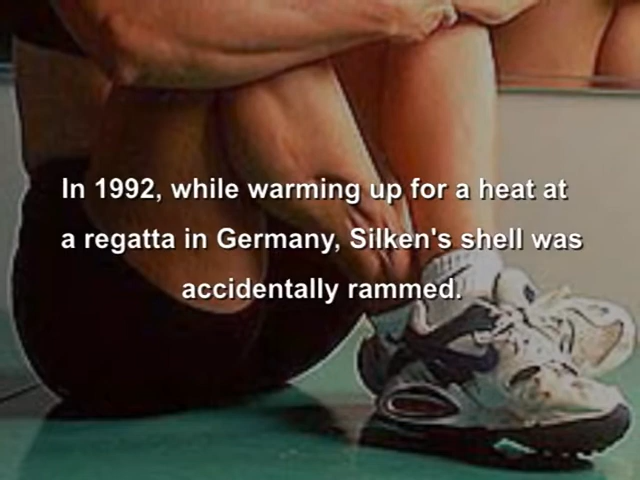 In 1992, while warming up for a heat at
a regatta in Germany, Silken's shell was
accidentally rammed.